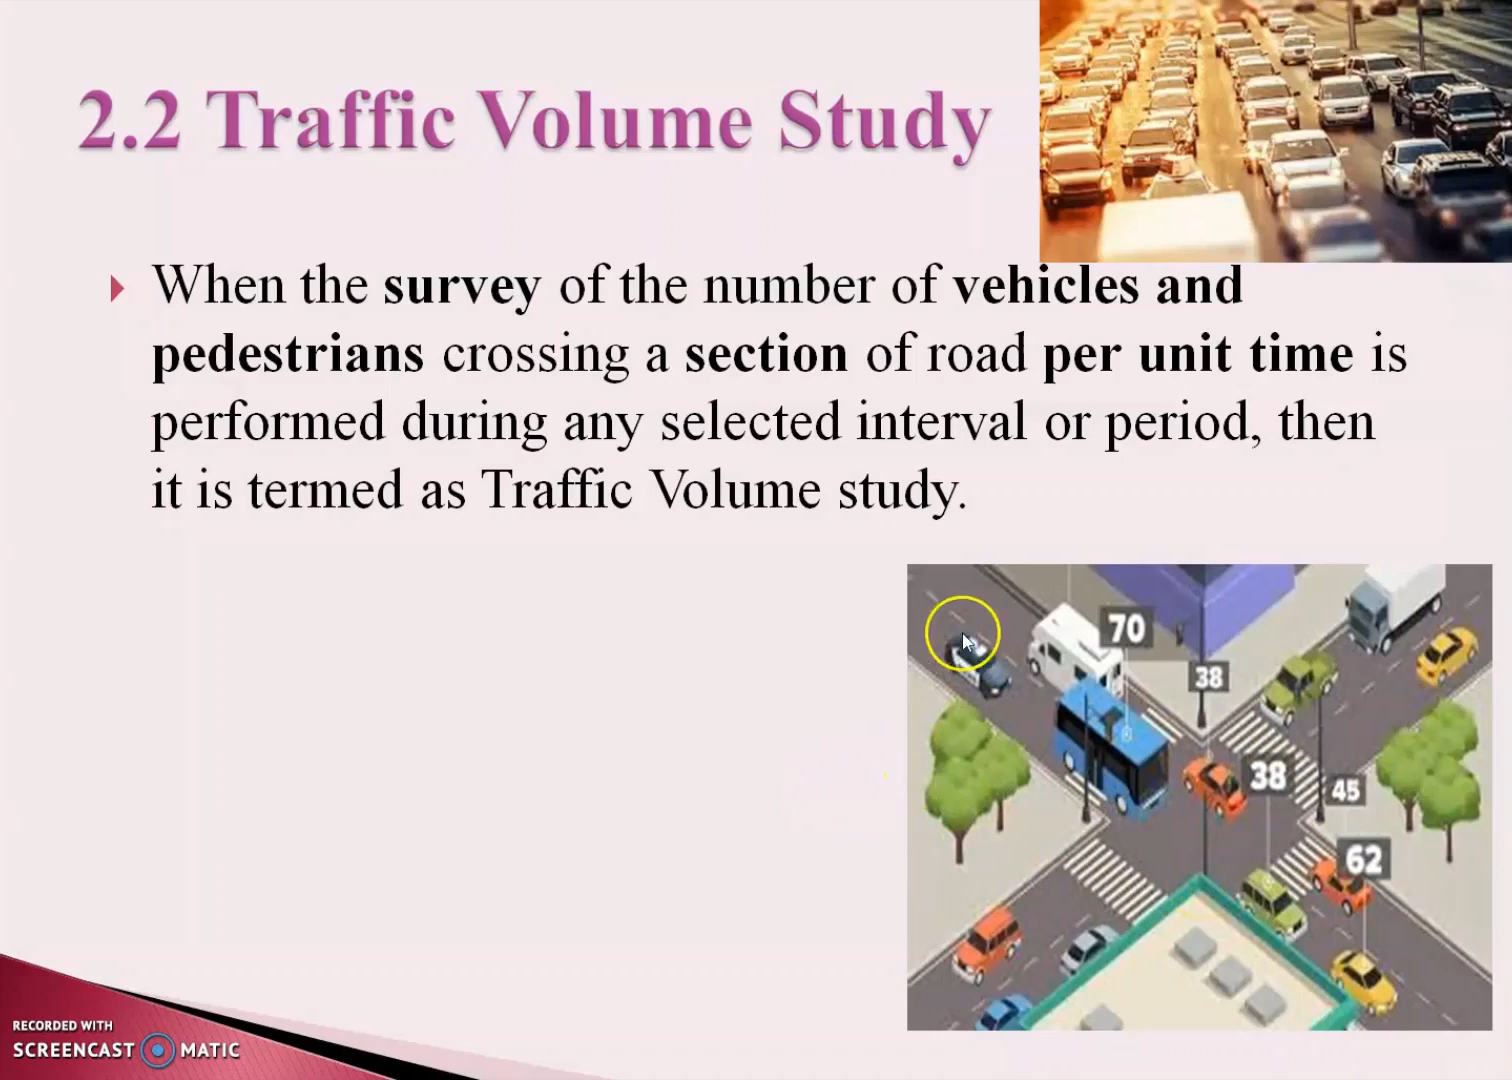 2.2 Traffic Volume Study
When the survey of the number of vehicles and
pedestrians crossing a section of road per unit time is
performed during any selected interval or period, then
it is termed as Traffic Volume study.
70
38
38
45
62
RECORDED WITH
SCREENCAST MATIC